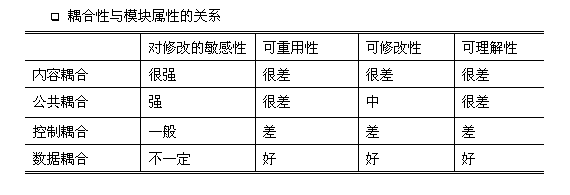 耦合性与模块属性的关系
对修改的敏感性 可重用性 可修改性 可理解性
内容耦合 很强 很差 很差 很差
公共耦合 强 很差 中 很差
控制耦合 一般 差 差 差
数据耦合 不一定 好 好 好